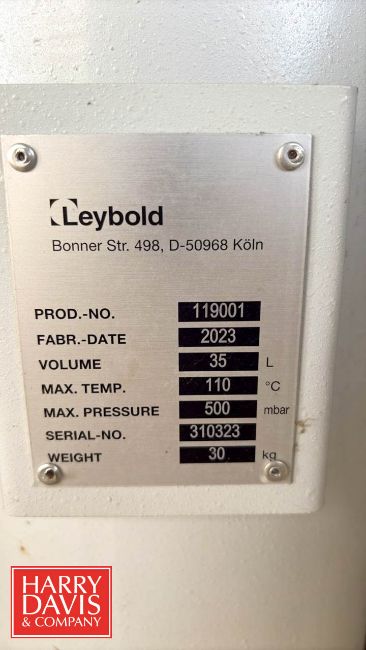 Leybold
Bonner Str. 498, D-50968 Köln
PROD.-NO. 119001
FABR.-DATE 2023
VOLUME 35 L
MAX. TEMP. 110 °C
MAX. PRESSURE 500 mbar
SERIAL-NO. 310323
WEIGHT 30 kg
HARRY
DAVIS
& COMPANY